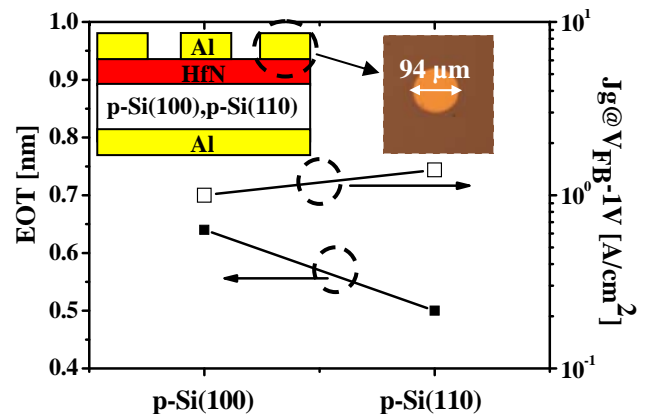 1.0
0.9
0.8
0.7
0.6
0.5
0.4
EOT [nm]
Al
HfN
p-Si(100),p-Si(110)
Al
94 μm
10¹
10⁰
10⁻¹
Jg@V_FB-1V [A/cm²]
p-Si(100)
p-Si(110)